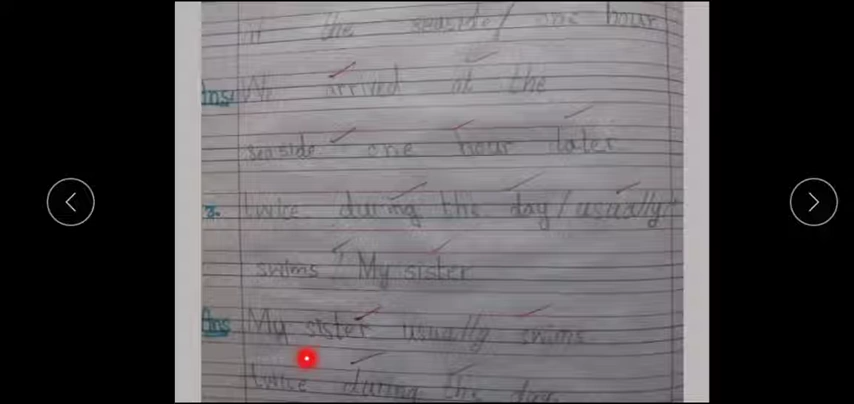 at the seaside/ one hour
Ans. We arrived at the
seaside one hour later
3. twice during the day / usually
swims / My sister
Ans. My sister usually swims
twice during the day.